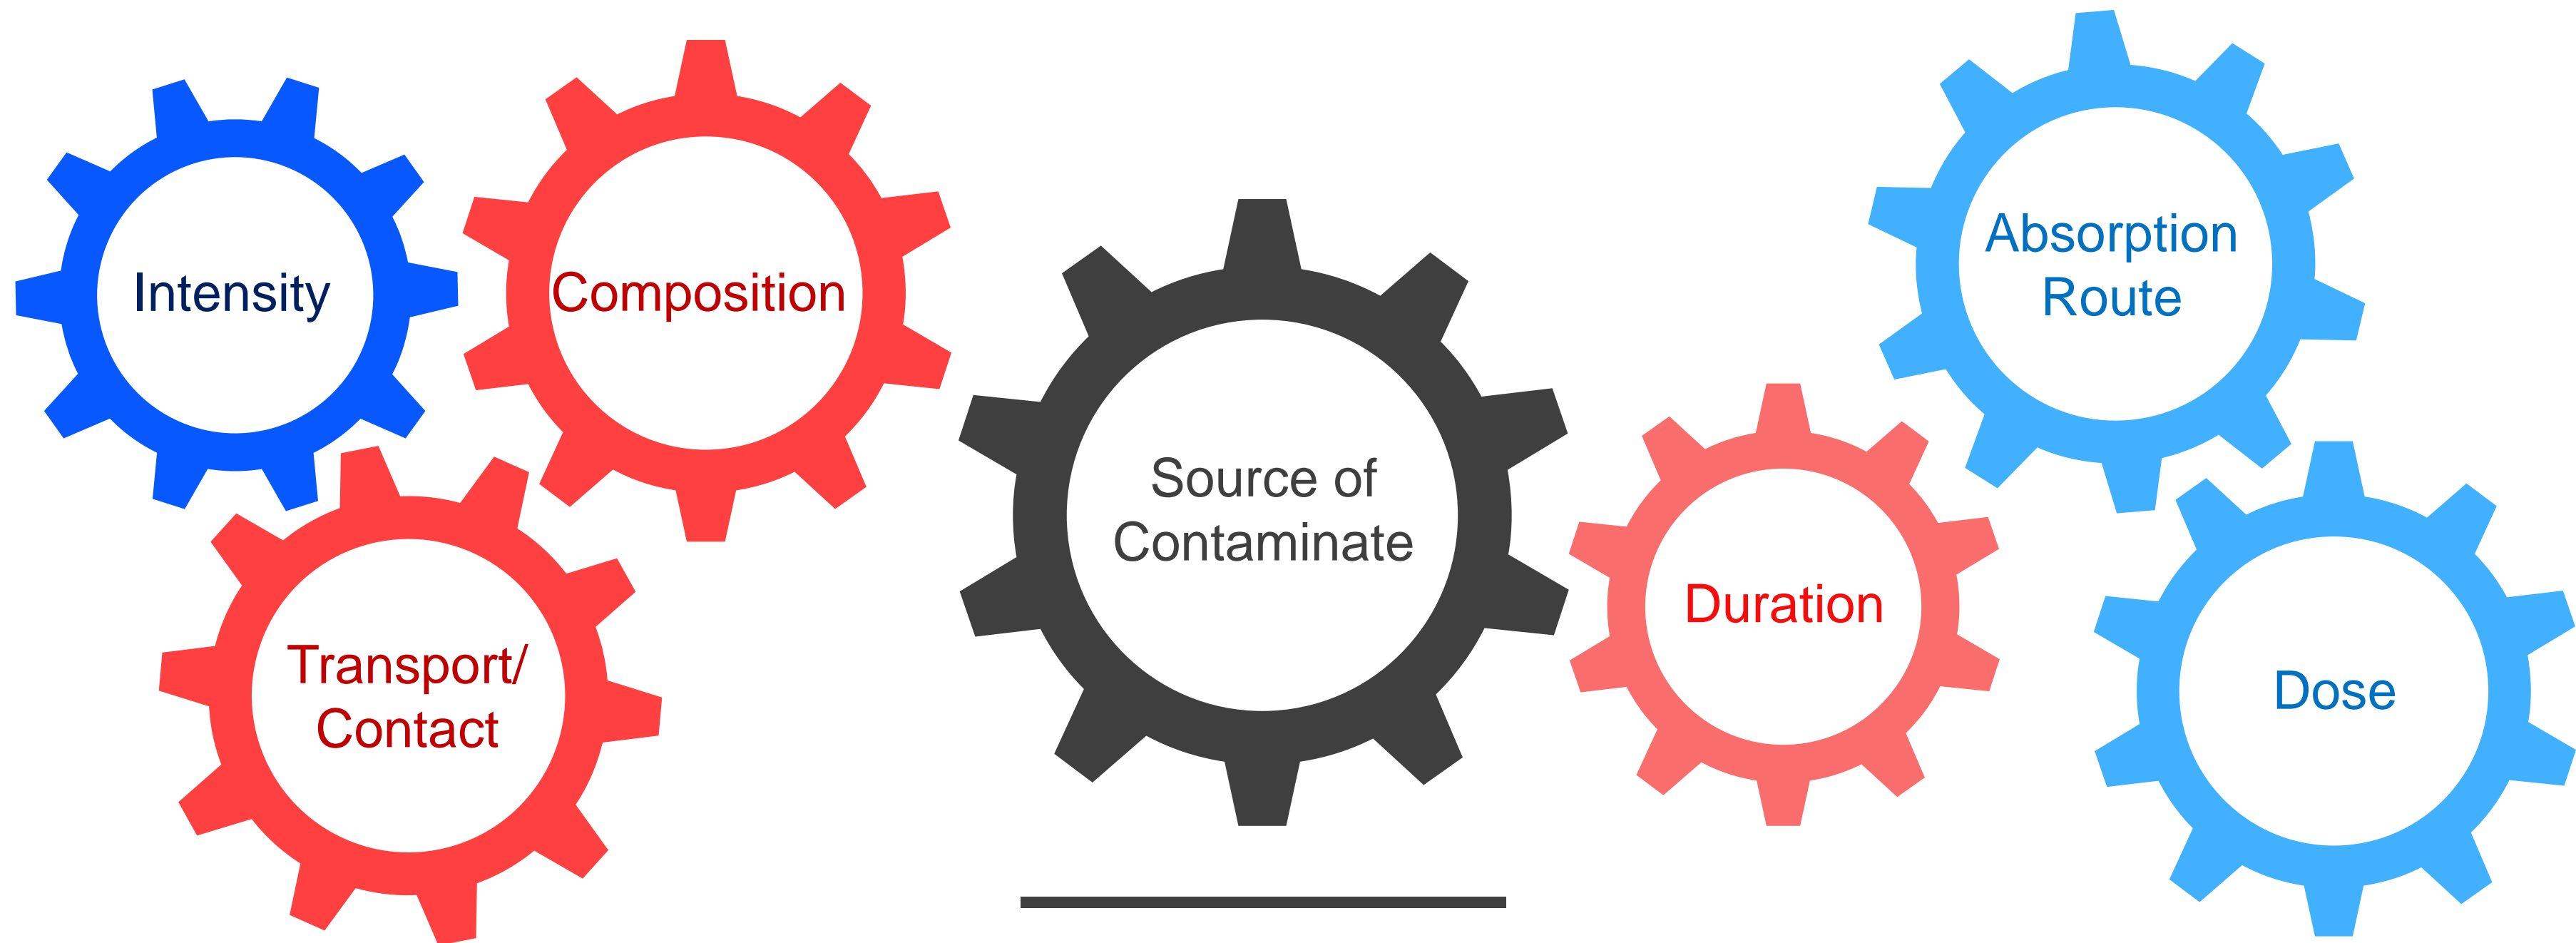 Intensity
Composition
Transport/
Contact
Source of
Contaminate
Duration
Absorption
Route
Dose